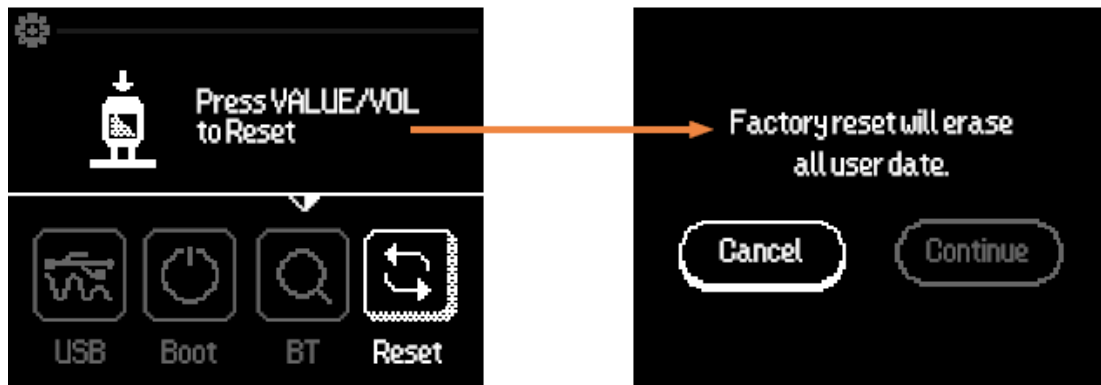 Press VALUE/VOL
to Reset
USB
Boot
BT
Reset
Factory reset will erase
all user date.
Cancel
Continue